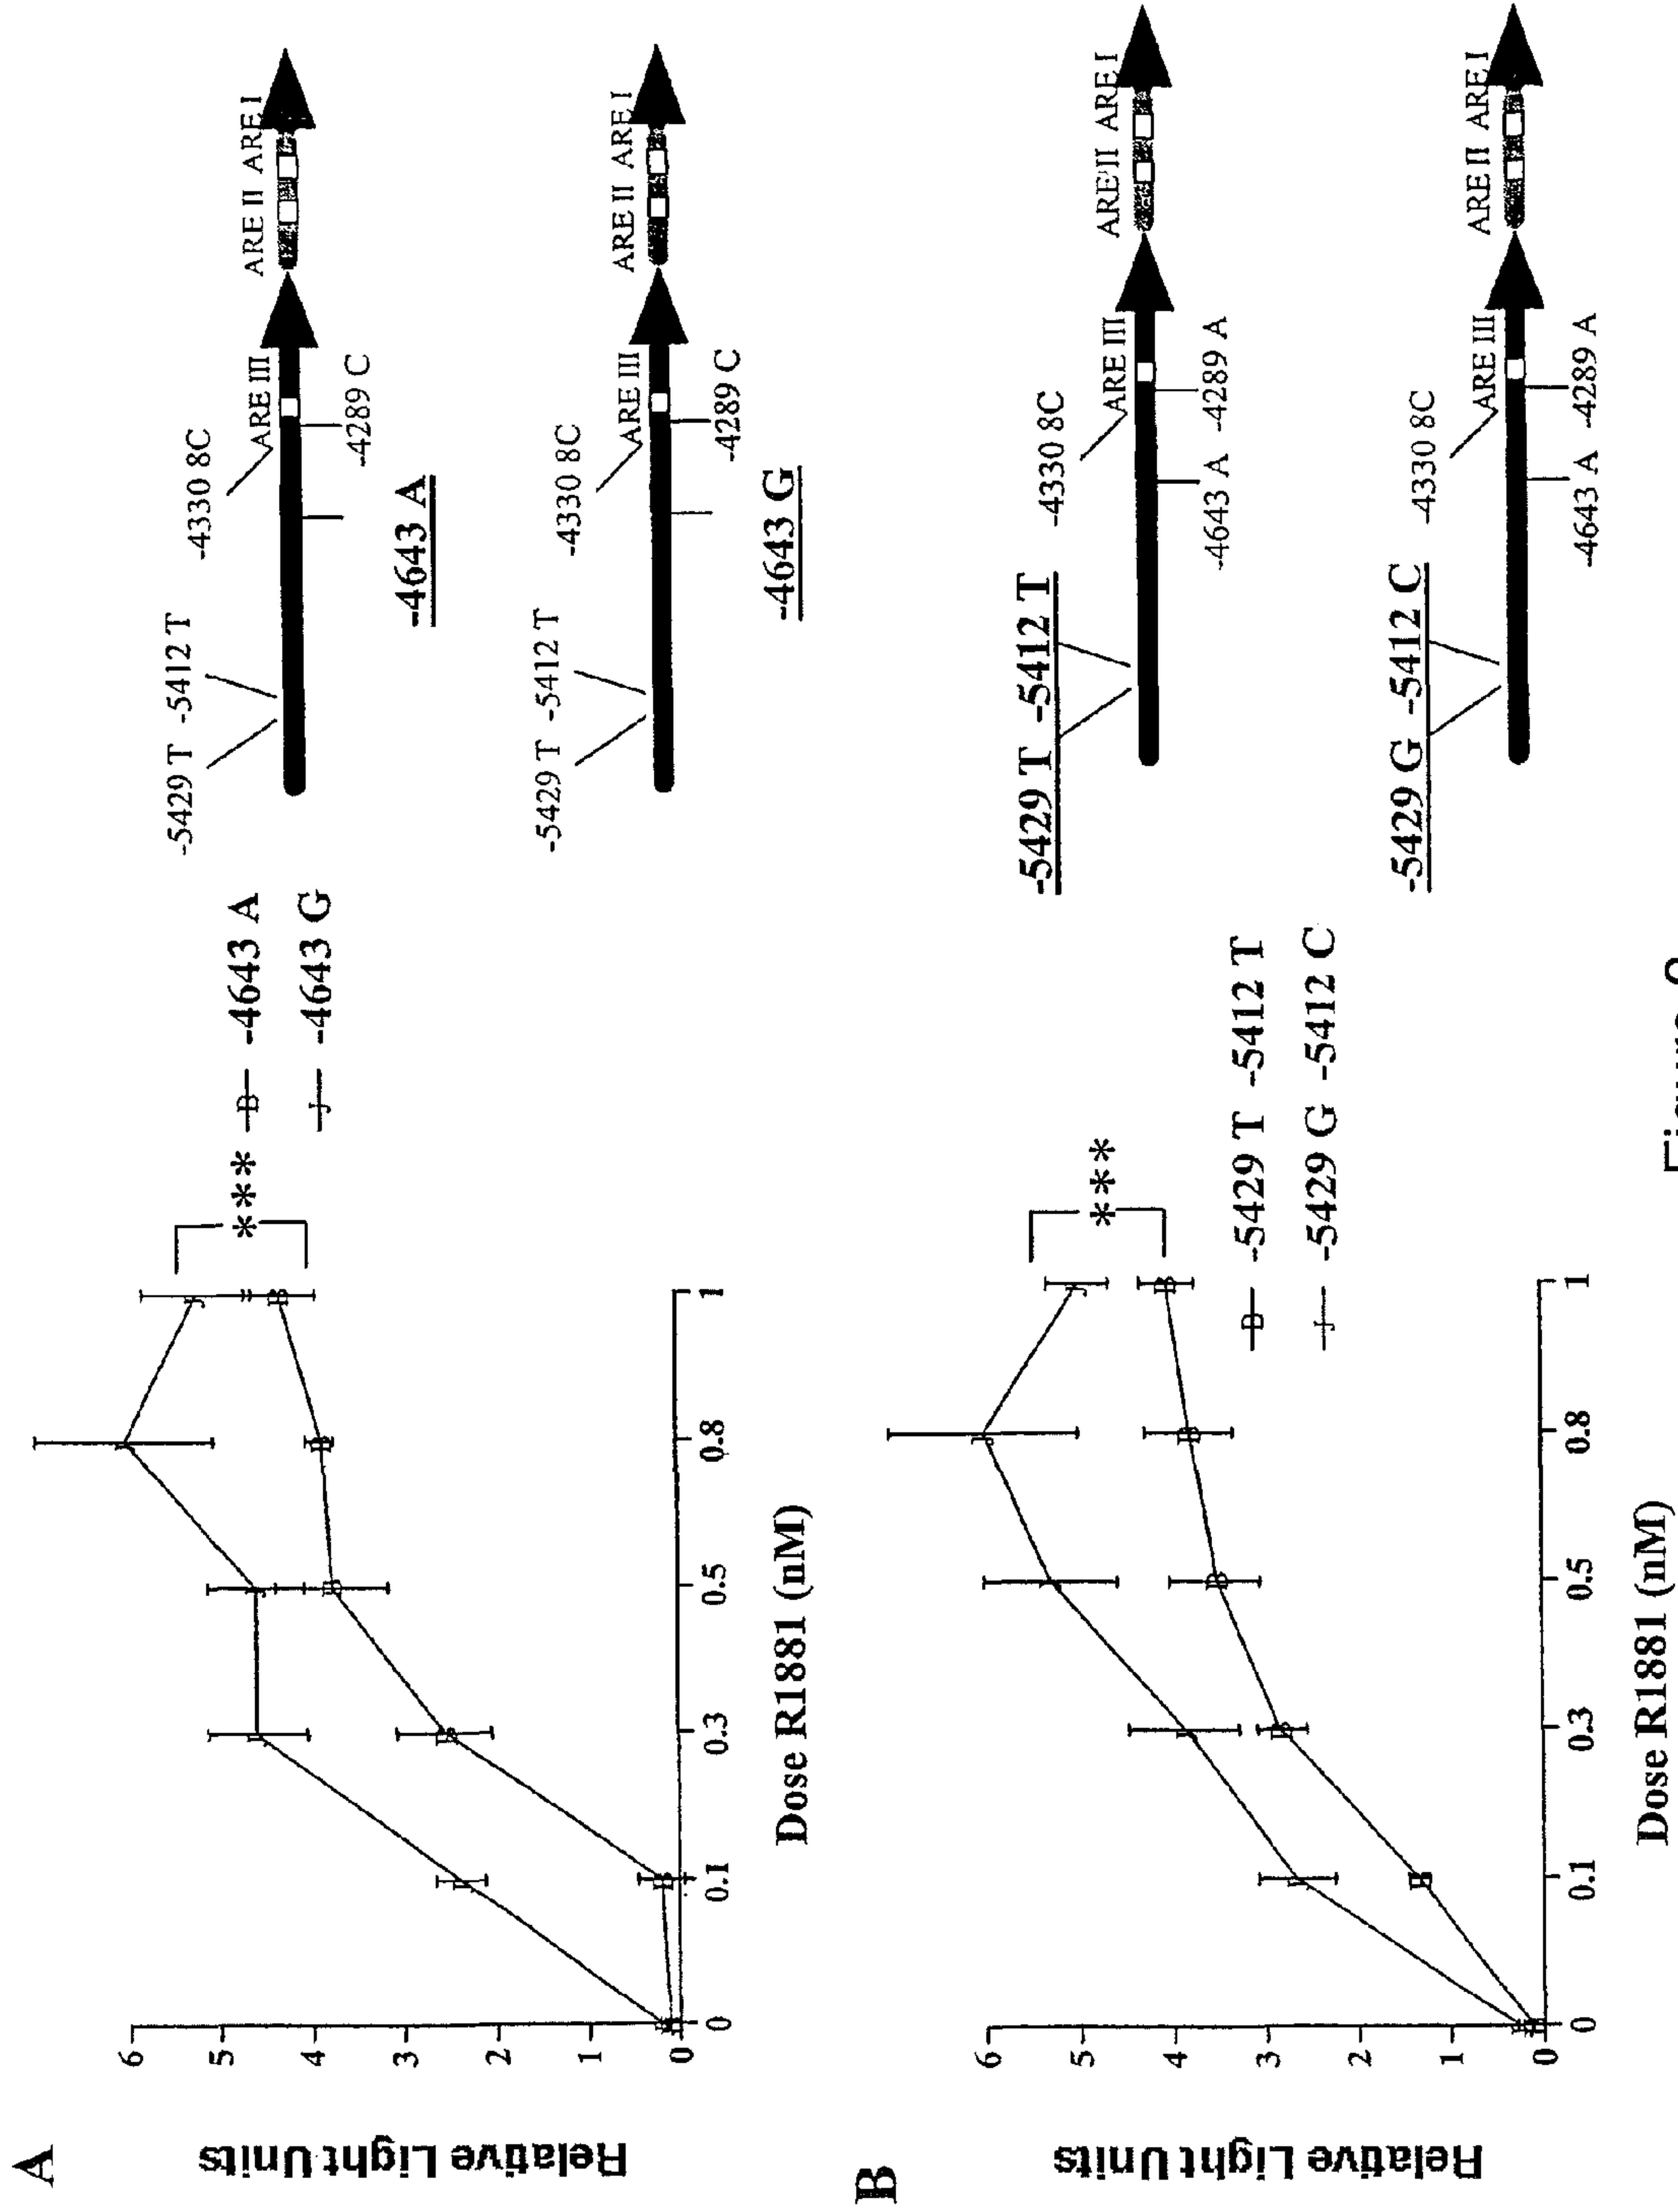 A
Relative Light Units
6
5
4
3
2
1
0
0 0.1 0.3 0.5 0.8 1
Dose R1881 (nM)
***
B -4643 A
J -4643 G
-5429 T -5412 T -4330 8C ARE III ARE II ARE I
-4643 A -4289 C
-5429 T -5412 T -4330 8C ARE III ARE II ARE I
-4643 G -4289 C
B
Relative Light Units
6
5
4
3
2
1
0
0 0.1 0.3 0.5 0.8 1
Dose R1881 (nM)
***
B -5429 T -5412 T
J -5429 G -5412 C
-5429 T -5412 T -4330 8C ARE III ARE II ARE I
-4643 A -4289 A
-5429 G -5412 C -4330 8C ARE III ARE II ARE I
-4643 A -4289 A